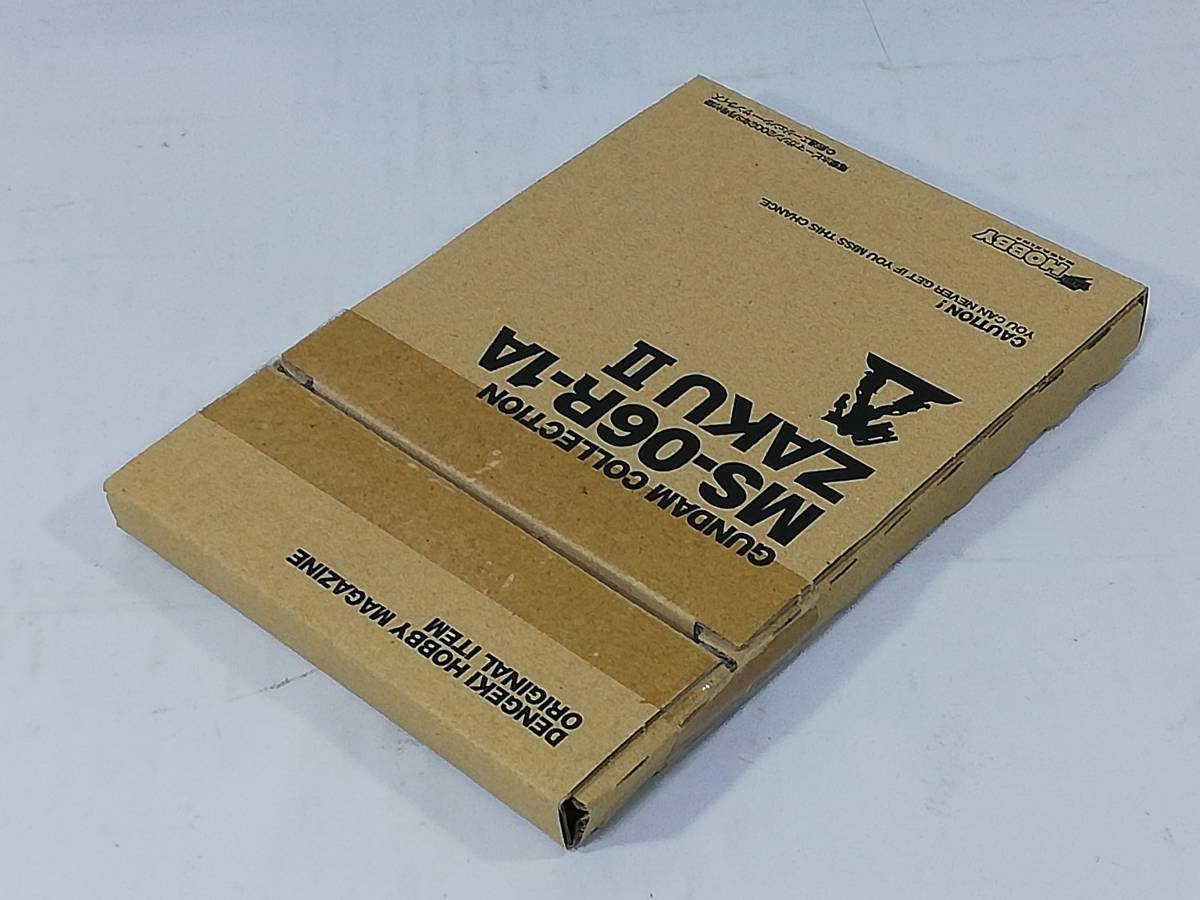 DENGEKI HOBBY MAGAZINE
ORIGINAL ITEM
GUNDAM COLLECTION
MS-06R-1A
ZAKU II
CAUTION!
YOU CAN NEVER GET IF YOU MISS THIS CHANCE.
HOBBY
MAGAZINE